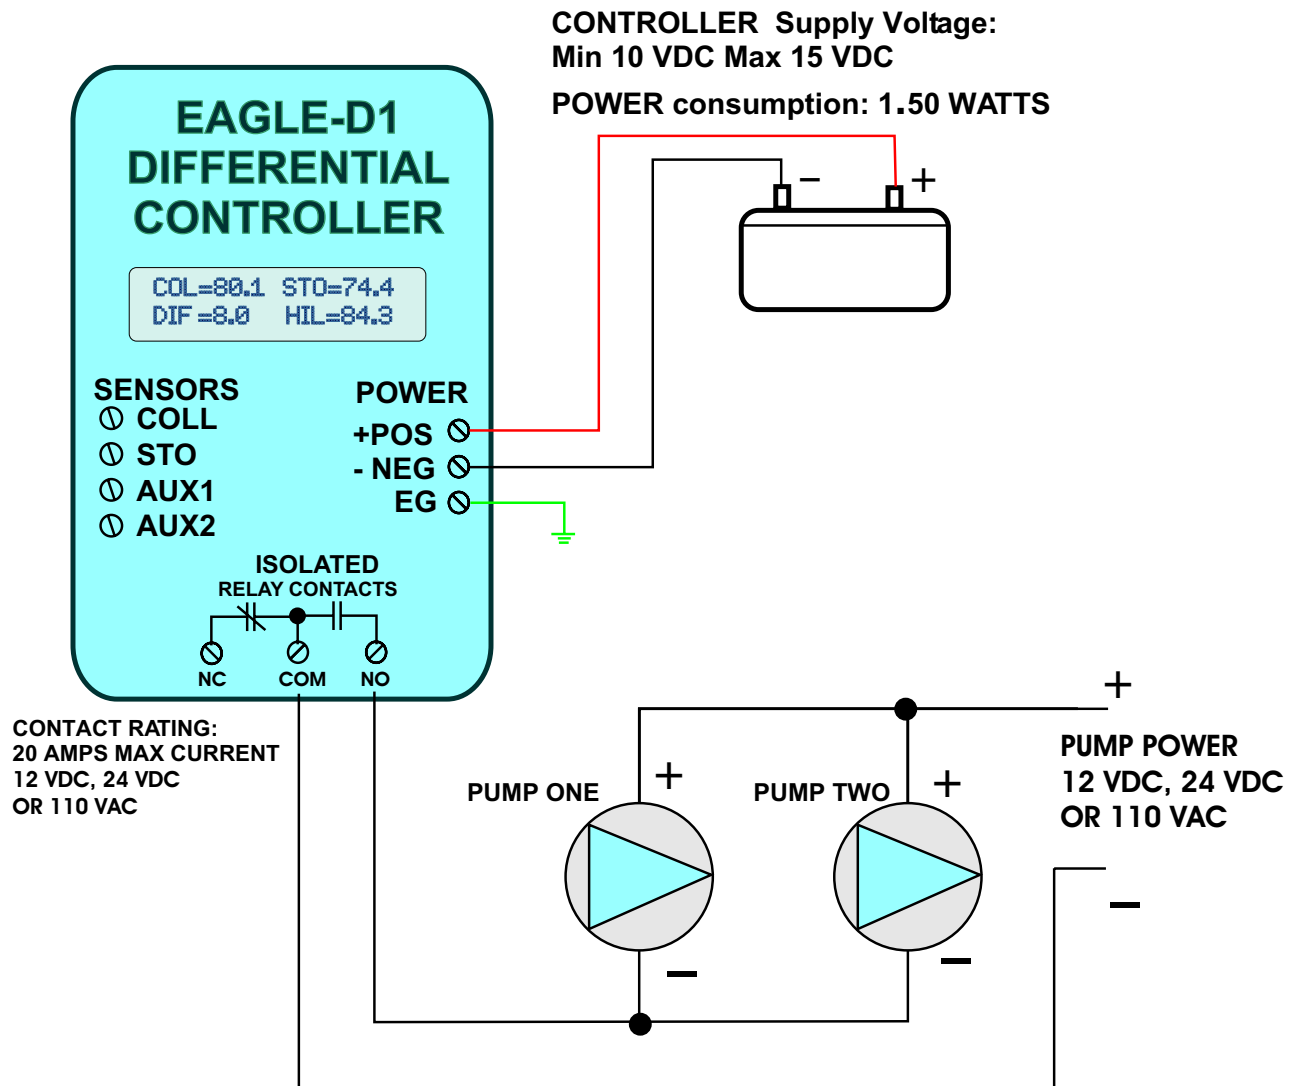 CONTROLLER Supply Voltage:
Min 10 VDC Max 15 VDC
POWER consumption: 1.50 WATTS
EAGLE-D1
DIFFERENTIAL
CONTROLLER
COL=80.1 STO=74.4
DIF =8.0 HIL=84.3
- +
SENSORS
COLL
STO
AUX1
AUX2
POWER
+POS
- NEG
EG
ISOLATED
RELAY CONTACTS
NC COM NO
CONTACT RATING:
20 AMPS MAX CURRENT
12 VDC, 24 VDC
OR 110 VAC
PUMP ONE
+
-
PUMP TWO
+
-
+
PUMP POWER
12 VDC, 24 VDC
OR 110 VAC
-